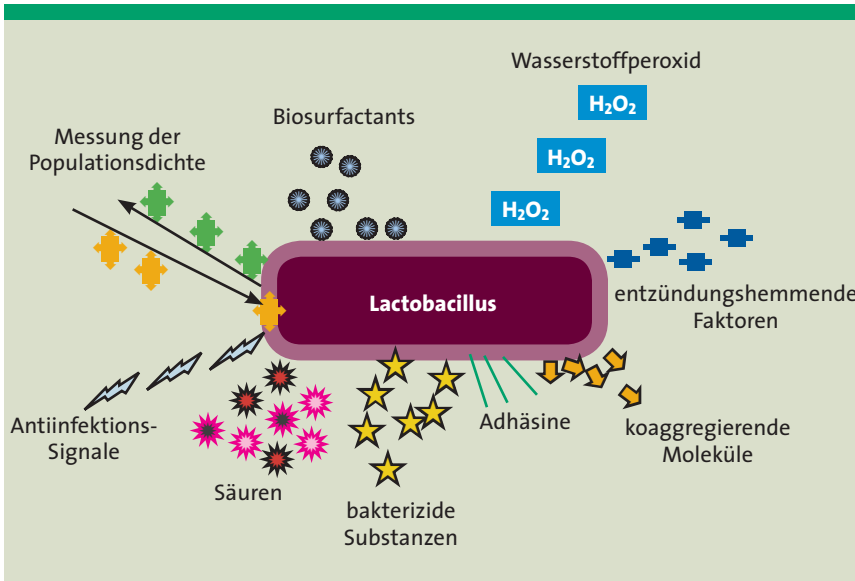 Wasserstoffperoxid
H₂O₂
Biosurfactants
Messung der
Populationsdichte
H₂O₂
H₂O₂
Lactobacillus
entzündungshemmende
Faktoren
Antiinfektions-
Signale
Säuren
bakterizide
Substanzen
Adhäsine
koaggregierende
Moleküle